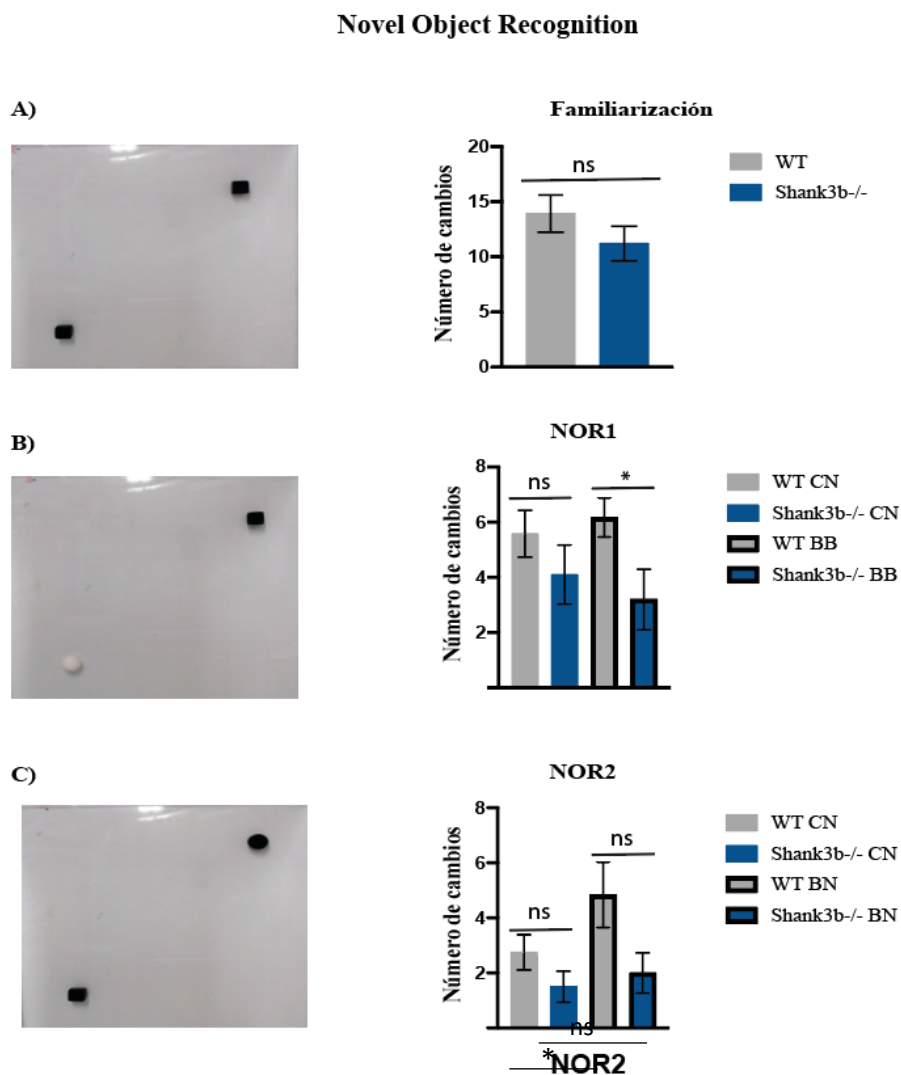 Novel Object Recognition
A)
Familiarización
20
15
10
5
0
Número de cambios
ns
WT
Shank3b-/-
B)
NOR1
8
6
4
2
Número de cambios
ns
*
WT CN
Shank3b-/- CN
WT BB
Shank3b-/- BB
C)
NOR2
8
6
4
2
Número de cambios
ns
ns
WT CN
Shank3b-/- CN
WT BN
Shank3b-/- BN
ns
*
NOR2